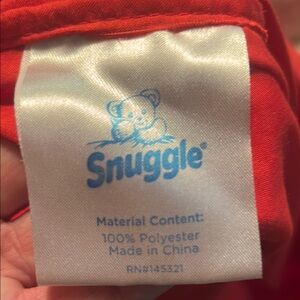 Snuggle®
Material Content:
100% Polyester
Made in China
RN#145321